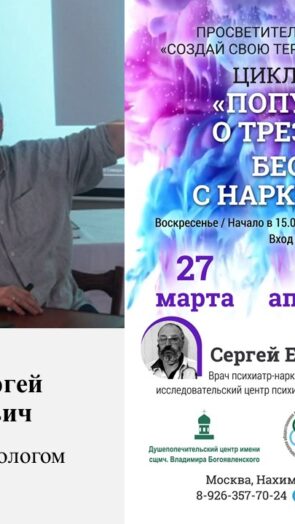 ПРОСВЕТИТЕЛ
«СОЗДАЙ СВОЮ ТЕР
ЦИКЛ
«ПОПУ
О ТРЕЗ
БЕС
С НАРК
Воскресенье / Начало в 15.0
Вход
27
марта ап
Сергей Е
Врач психиатр-нарк
исследовательский центр психи
Душепопечительский центр имени
сщмч. Владимира Богоявленского
Москва, Нахим
8-926-357-70-24
гей
вич
ологом